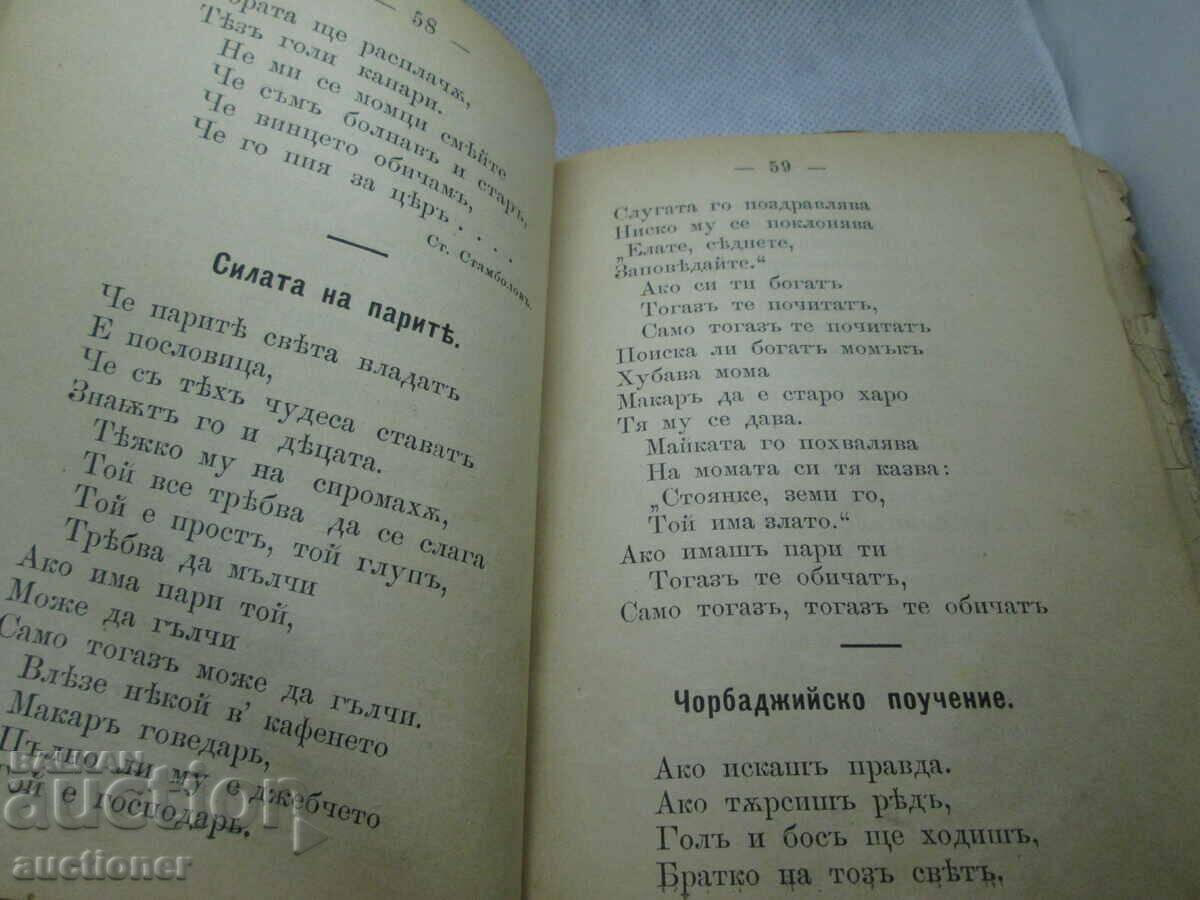 — 58 —
ще расплачѫ,
Тѣзъ голи канари.
Не ми се момци смѣйте
Че съмъ болнавъ и старъ,
Че винцето обичамъ,
Че го пия за цѣръ . . .
Ст. Стамболовъ.
Силата на паритѣ.
Че паритѣ свѣта владатъ
Е пословица,
Че съ тѣхъ чудеса ставатъ
Знаѭтъ го и дѣцата.
Тѣжко му на спромахѫ,
Той все трѣбва да се слага
Той е простъ, той глупъ,
Трѣбва да мълчи
Ако има пари той,
Може да гълчи
Само тогазъ може да гълчи.
Влѣзе нѣкой в' кафенето
Макаръ говедарь,
Пълно ли му е джебчето
Той е господарь.
— 59 —
Слугата го поздравлява
Ниско му се поклонява
„Елате, сѣднете,
Заповѣдайте.“
Ако си ти богатъ
Тогазъ те почитатъ,
Само тогазъ те почитатъ
Поиска ли богатъ момъкъ
Хубава мома
Макаръ да е старо харо
Тя му се дава.
Майката го похвалява
На момата си тя казва:
„Стоянке, земи го,
Той има злато.“
Ако имашъ пари ти
Тогазъ те обичатъ,
Само тогазъ, тогазъ те обичатъ
Чорбаджийско поучение.
Ако искашъ правда.
Ако тѫрсишъ рѣдъ,
Голъ и босъ ще ходишъ,
Братко на тозъ свѣтъ.
BALKAN
auction
auctioner